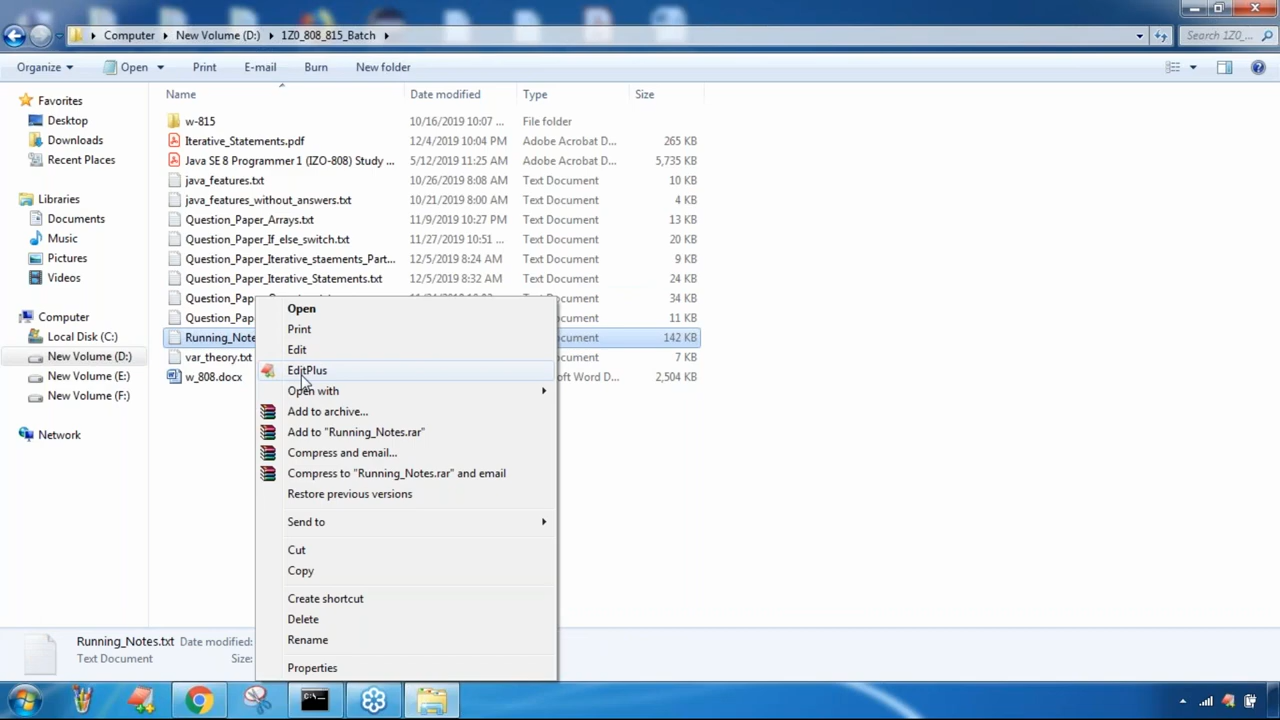 Computer ▸ New Volume (D:) ▸ 1Z0_808_815_Batch ▸
Search 1Z0_...
Organize Open Print E-mail Burn New folder
Name Date modified Type Size
Favorites
Desktop
Downloads
Recent Places
Libraries
Documents
Music
Pictures
Videos
Computer
Local Disk (C:)
New Volume (D:)
New Volume (E:)
New Volume (F:)
Network
w-815 10/16/2019 10:07 ... File folder
Iterative_Statements.pdf 12/4/2019 10:04 PM Adobe Acrobat D... 265 KB
Java SE 8 Programmer 1 (IZO-808) Study ... 5/12/2019 11:25 AM Adobe Acrobat D... 5,735 KB
java_features.txt 10/26/2019 8:08 AM Text Document 10 KB
java_features_without_answers.txt 10/21/2019 8:00 AM Text Document 4 KB
Question_Paper_Arrays.txt 11/9/2019 10:27 PM Text Document 13 KB
Question_Paper_If_else_switch.txt 11/27/2019 10:51 ... Text Document 20 KB
Question_Paper_Iterative_staements_Part... 12/5/2019 8:24 AM Text Document 9 KB
Question_Paper_Iterative_Statements.txt 12/5/2019 8:32 AM Text Document 24 KB
Question_Pap 34 KB
Question_Pap 11 KB
Running_Note 142 KB
var_theory.txt 7 KB
w_808.docx 2,504 KB
Open
Print
Edit
EditPlus
Open with
Add to archive...
Add to "Running_Notes.rar"
Compress and email...
Compress to "Running_Notes.rar" and email
Restore previous versions
Send to
Cut
Copy
Create shortcut
Delete
Rename
Properties
Running_Notes.txt Date modified:
Text Document Size: